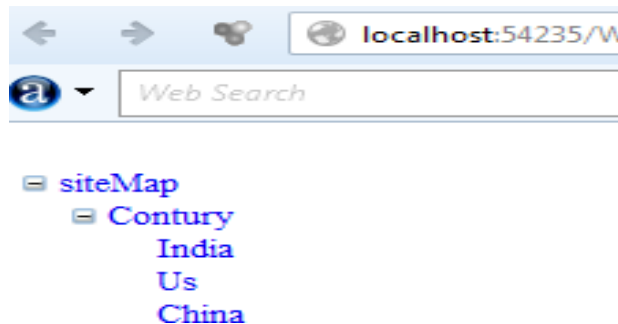 localhost:54235/W
a Web Search
siteMap
Contury
India
Us
China